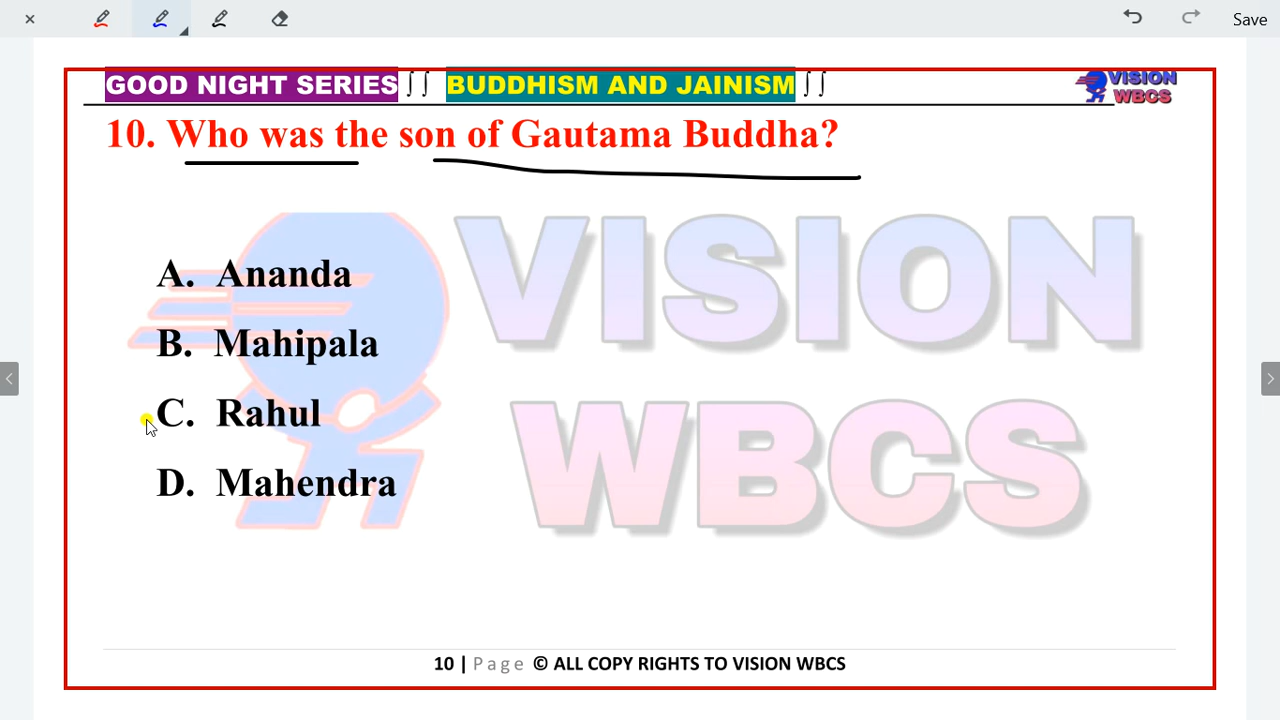 Save
GOOD NIGHT SERIES∫∫ BUDDHISM AND JAINISM∫∫
VISION
WBCS
10. Who was the son of Gautama Buddha?
VISION
WBCS
A. Ananda
B. Mahipala
C. Rahul
D. Mahendra
10 | Page © ALL COPY RIGHTS TO VISION WBCS